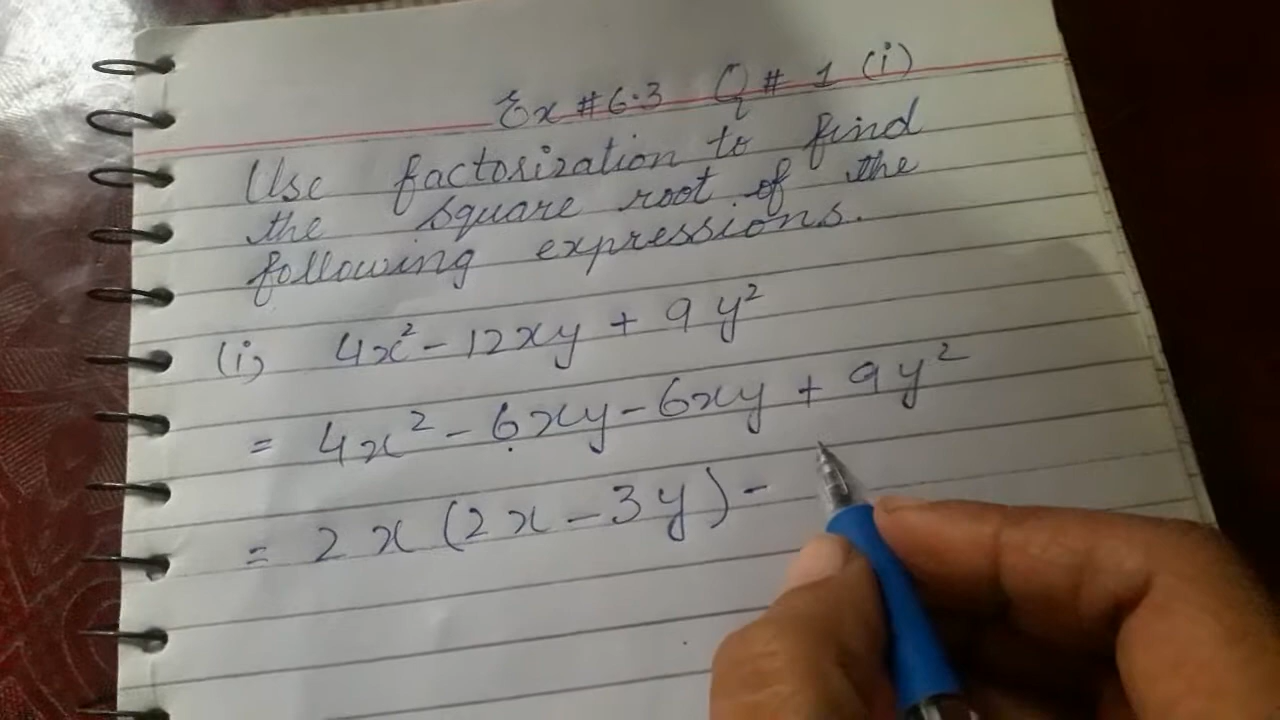 Ex # 6.3 Q # 1 (i)
Use factorization to find
the square root of the
following expressions.
(i) 4x² - 12xy + 9y²
= 4x² - 6xy - 6xy + 9y²
= 2x (2x - 3y) -